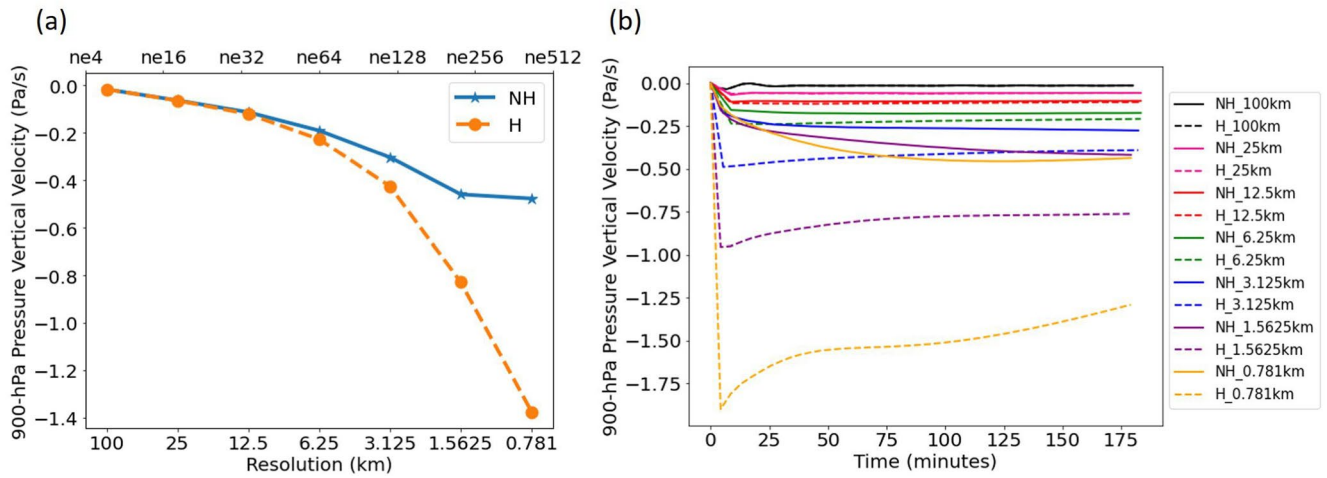 (a)
ne4 ne16 ne32 ne64 ne128 ne256 ne512
900-hPa Pressure Vertical Velocity (Pa/s)
0.0
−0.2
−0.4
−0.6
−0.8
−1.0
−1.2
−1.4
NH
H
100 25 12.5 6.25 3.125 1.5625 0.781
Resolution (km)
(b)
900-hPa Pressure Vertical Velocity (Pa/s)
0.00
−0.25
−0.50
−0.75
−1.00
−1.25
−1.50
−1.75
0 25 50 75 100 125 150 175
Time (minutes)
NH_100km
H_100km
NH_25km
H_25km
NH_12.5km
H_12.5km
NH_6.25km
H_6.25km
NH_3.125km
H_3.125km
NH_1.5625km
H_1.5625km
NH_0.781km
H_0.781km